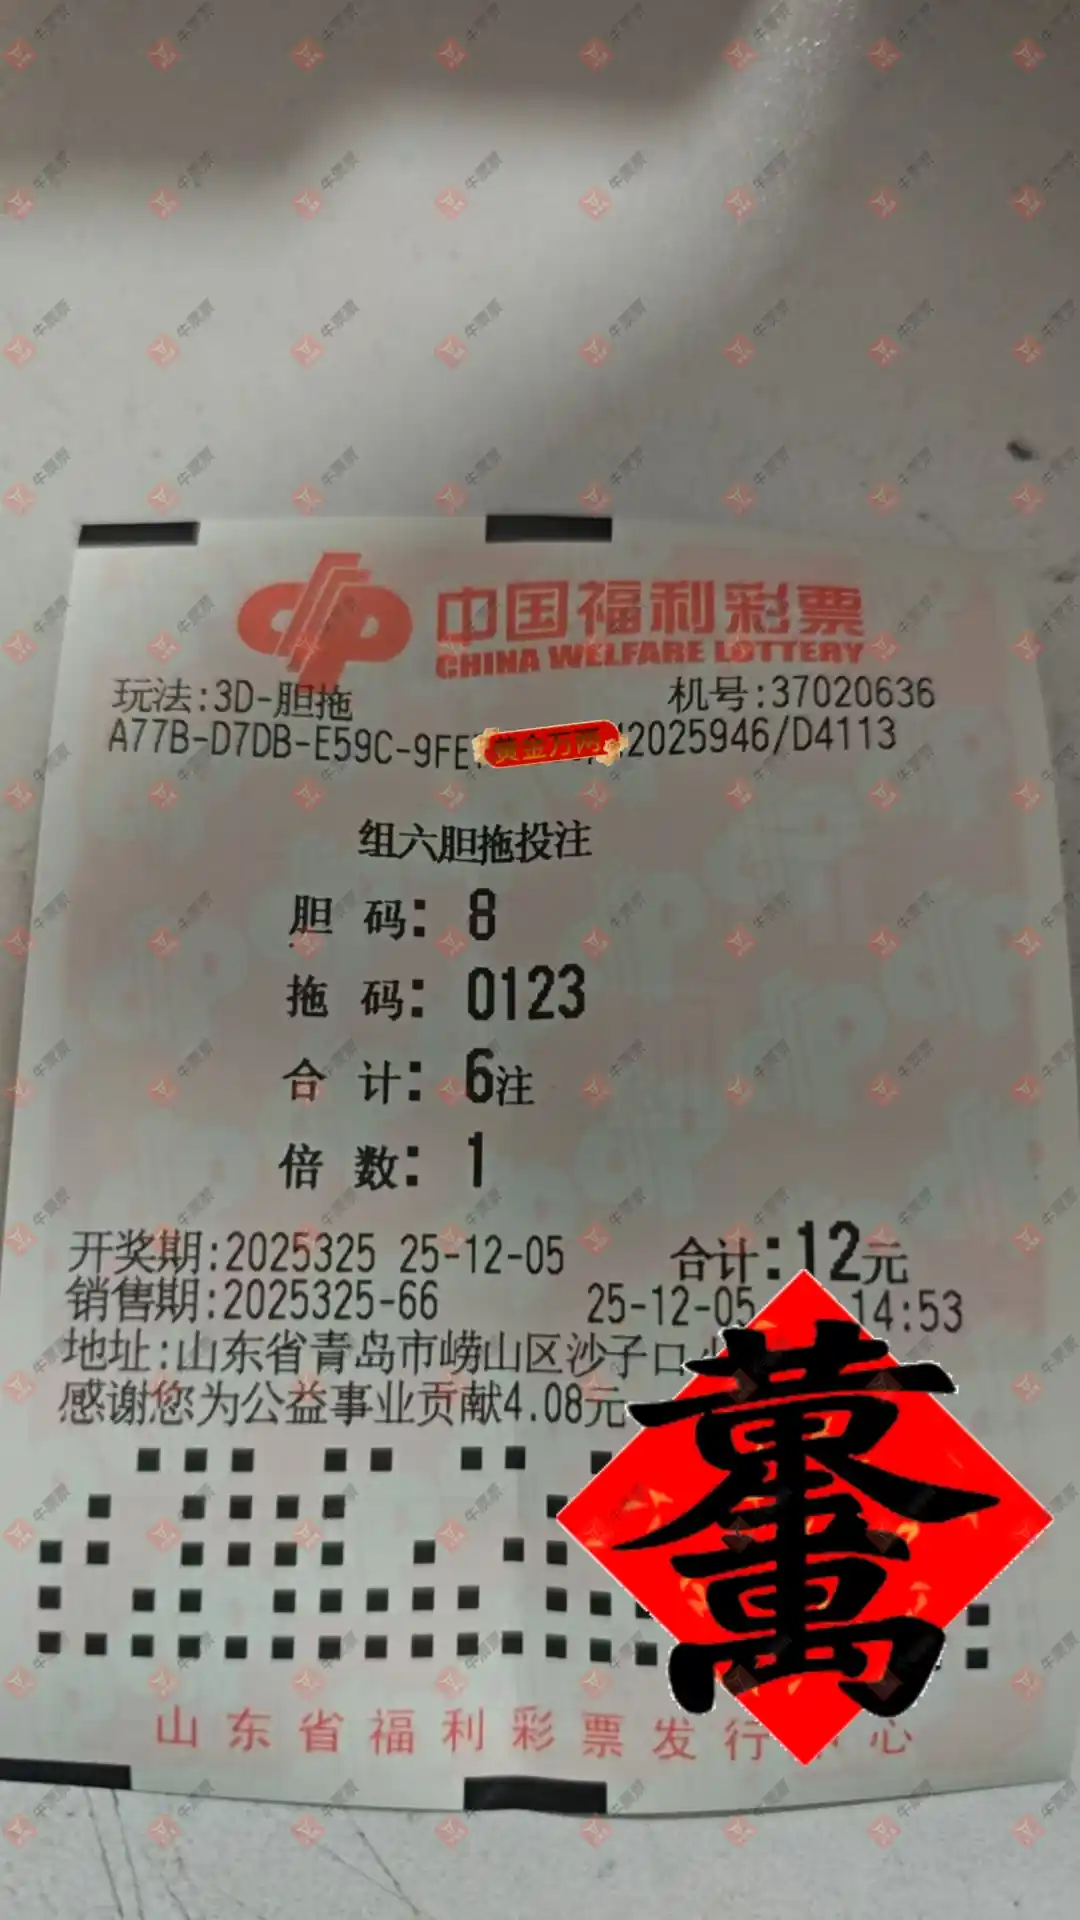 中国福利彩票
CHINA WELFARE LOTTERY
玩法:3D-胆拖 机号:37020636
A77B-D7DB-E59C-9FE 黄金万两 2025946/D4113
组六胆拖投注
胆 码: 8
拖 码: 0123
合 计: 6注
倍 数: 1
开奖期:2025325 25-12-05 合计:12元
销售期:2025325-66 25-12-05 14:53
地址:山东省青岛市崂山区沙子口
感谢您为公益事业贡献4.08元
山东省福利彩票发行中心
牛票票